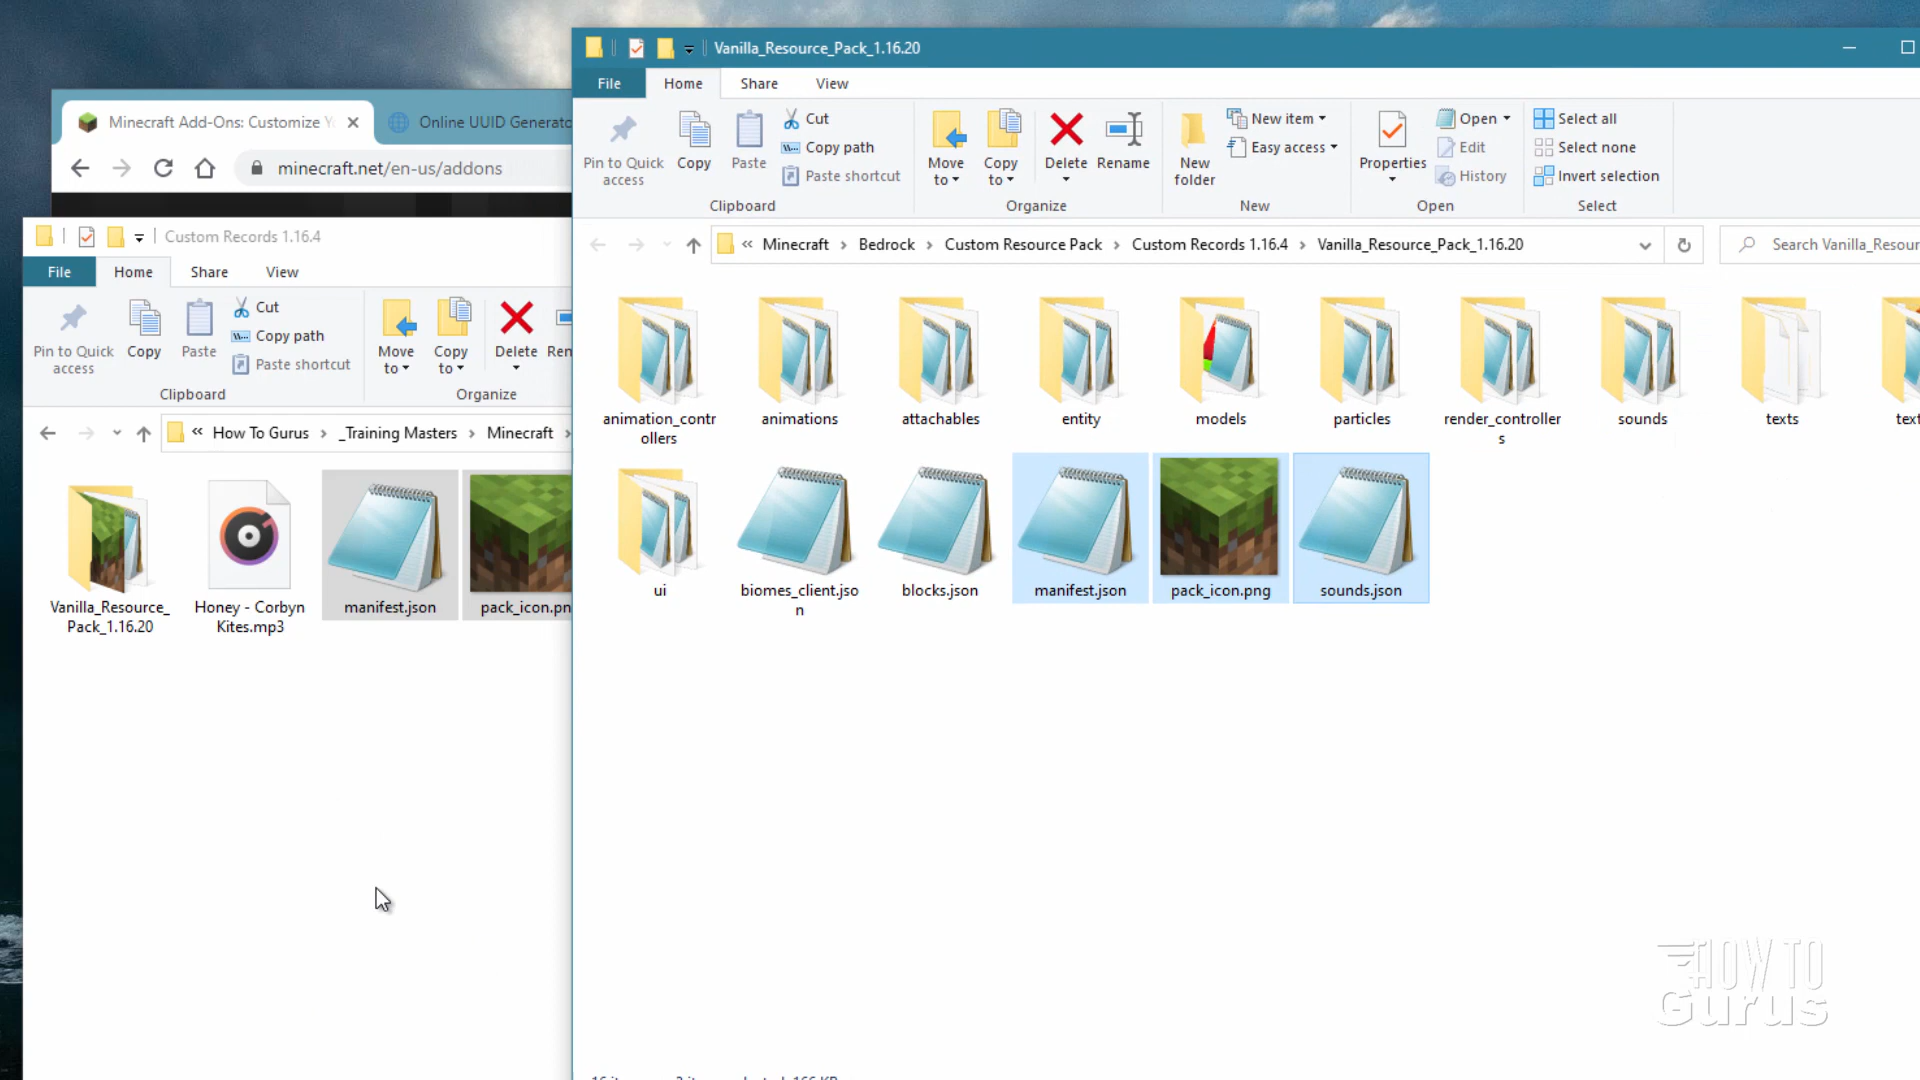 Vanilla_Resource_Pack_1.16.20
File Home Share View
Minecraft Add-Ons: Customize Y
Online UUID Generato
minecraft.net/en-us/addons
Pin to Quick access
Copy
Paste
Cut
Copy path
Paste shortcut
Clipboard
Move to
Copy to
Delete
Rename
Organize
New folder
New item
Easy access
New
Properties
Open
Edit
History
Open
Select all
Select none
Invert selection
Select
Minecraft Bedrock Custom Resource Pack Custom Records 1.16.4 Vanilla_Resource_Pack_1.16.20
Search Vanilla_Resour
animation_contr
ollers
animations
attachables
entity
models
particles
render_controller
s
sounds
texts
text
ui
biomes_client.jso
n
blocks.json
manifest.json
pack_icon.png
sounds.json
Custom Records 1.16.4
File Home Share View
Pin to Quick access
Copy
Paste
Cut
Copy path
Paste shortcut
Clipboard
Move to
Copy to
Delete
Ren
Organize
How To Gurus _Training Masters Minecraft
Vanilla_Resource_
Pack_1.16.20
Honey - Corbyn
Kites.mp3
manifest.json
pack_icon.pn
HOW TO
Gurus